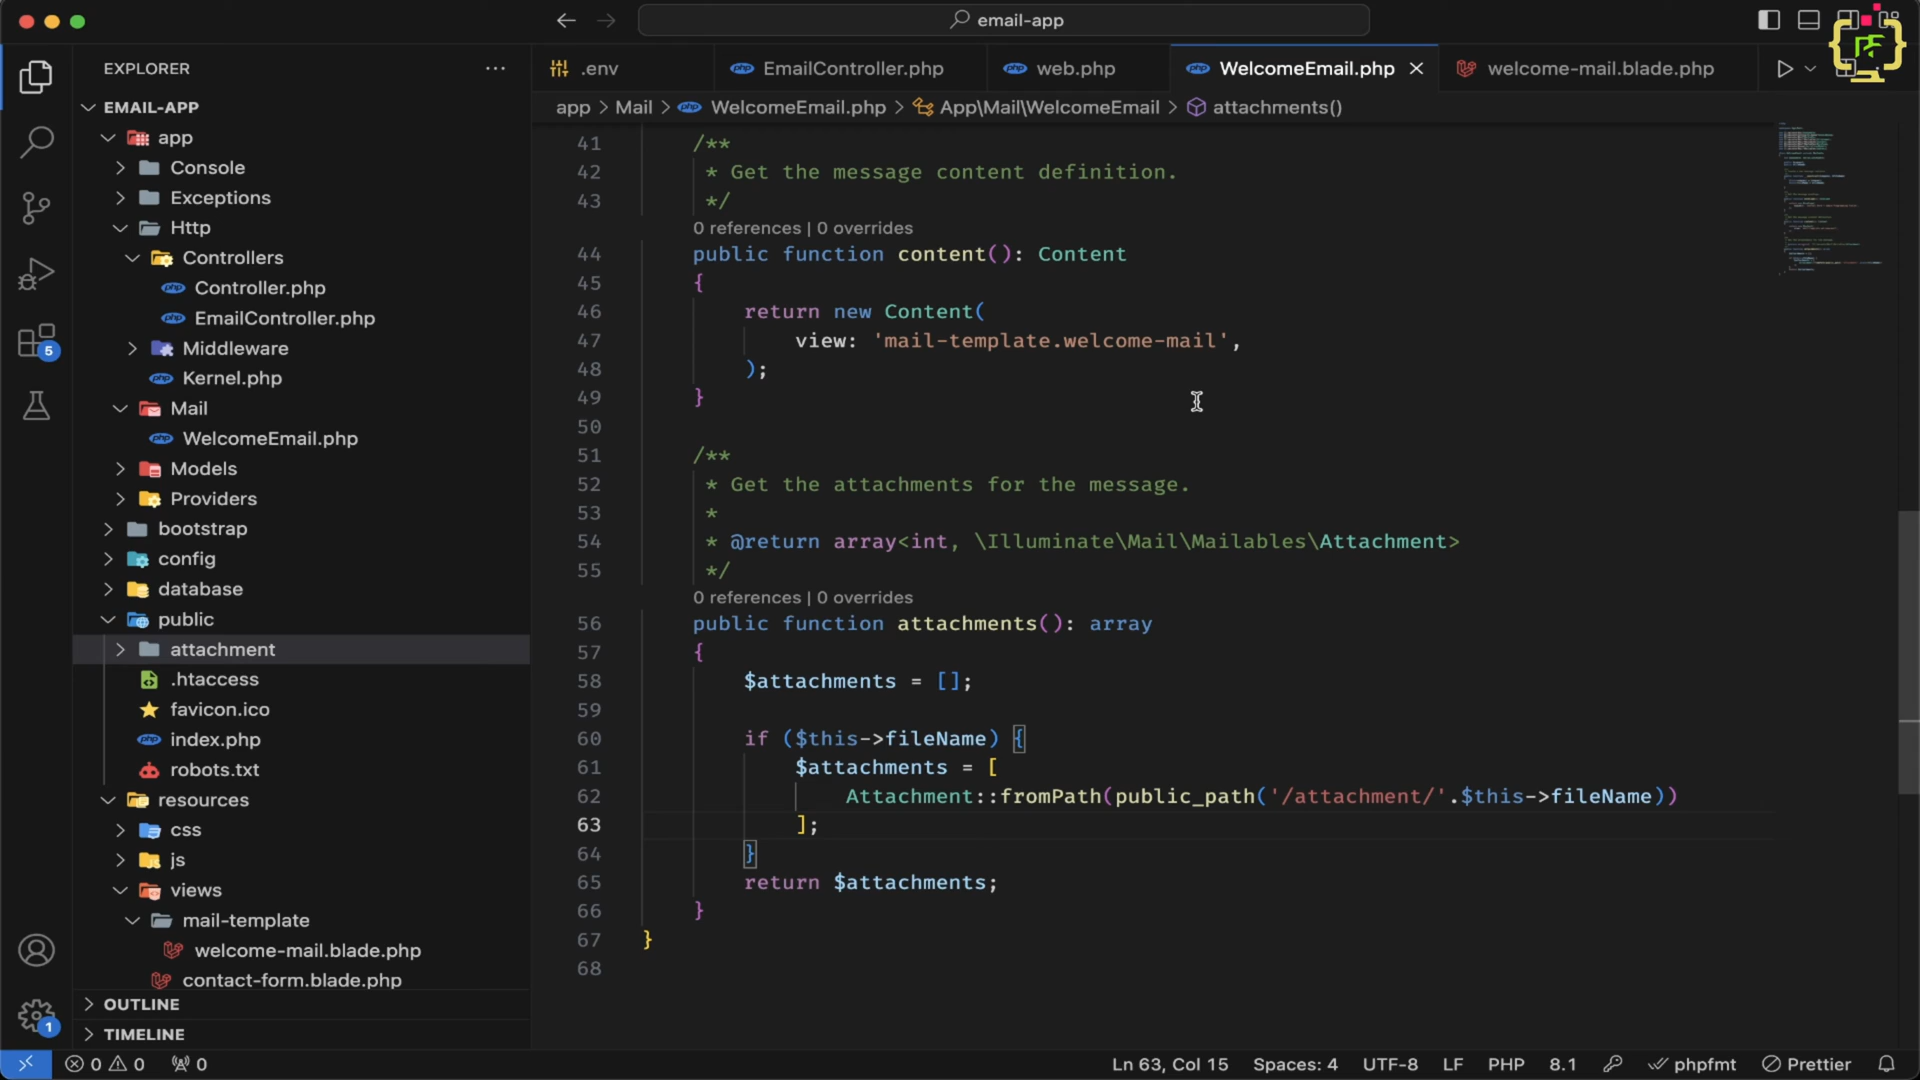 email-app
EXPLORER
EMAIL-APP
app
Console
Exceptions
Http
Controllers
Controller.php
EmailController.php
Middleware
Kernel.php
Mail
WelcomeEmail.php
Models
Providers
bootstrap
config
database
public
attachment
.htaccess
favicon.ico
index.php
robots.txt
resources
css
js
views
mail-template
welcome-mail.blade.php
contact-form.blade.php
OUTLINE
TIMELINE
5
1
.env
EmailController.php
web.php
WelcomeEmail.php
welcome-mail.blade.php
app > Mail > WelcomeEmail.php > App\Mail\WelcomeEmail > attachments()
41 /**
42 * Get the message content definition.
43 */
0 references | 0 overrides
44 public function content(): Content
45 {
46 return new Content(
47 view: 'mail-template.welcome-mail',
48 );
49 }
50
51 /**
52 * Get the attachments for the message.
53 *
54 * @return array<int, \Illuminate\Mail\Mailables\Attachment>
55 */
0 references | 0 overrides
56 public function attachments(): array
57 {
58 $attachments = [];
59
60 if ($this->fileName) {
61 $attachments = [
62 Attachment::fromPath(public_path('/attachment/'.$this->fileName))
63 ];
64 }
65 return $attachments;
66 }
67 }
68
0 0 0
Ln 63, Col 15 Spaces: 4 UTF-8 LF PHP 8.1 phpfmt Prettier